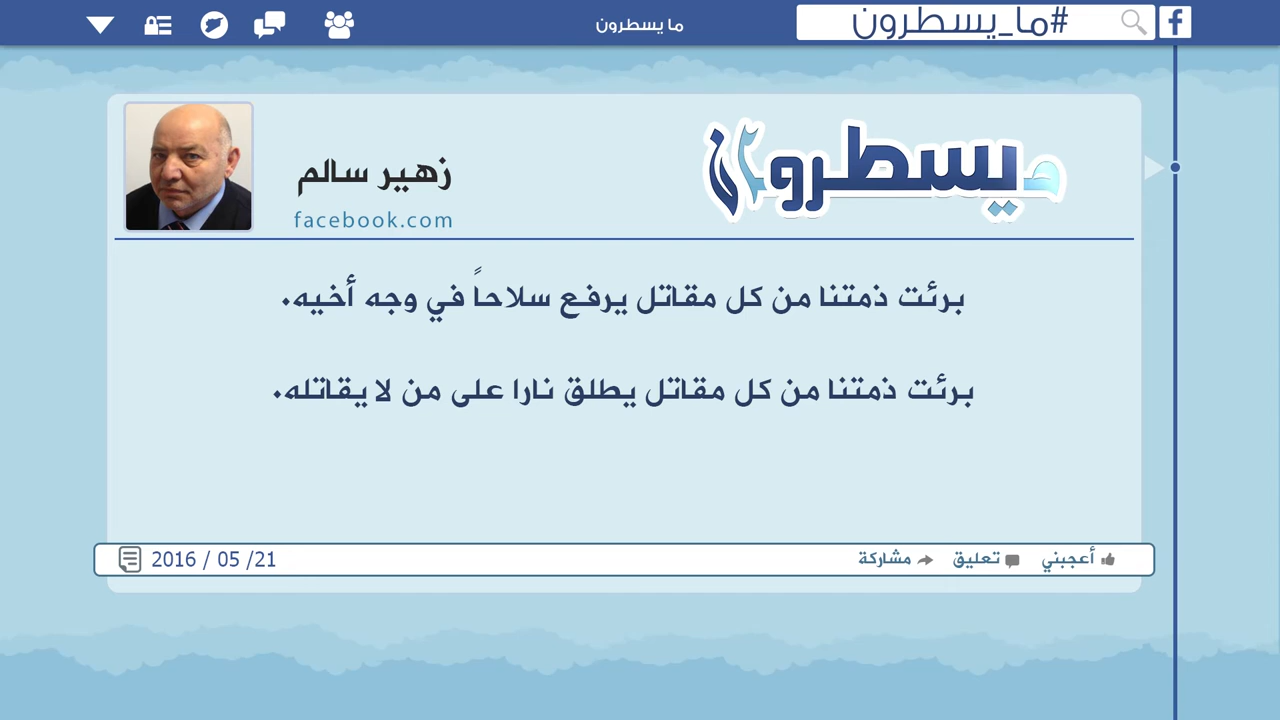 ما يسطرون
#ما_يسطرون
ما يسطرون
زهير سالم
facebook.com
برئت ذمتنا من كل مقاتل يرفع سلاحاً في وجه أخيه.
برئت ذمتنا من كل مقاتل يطلق نارا على من لا يقاتله.
أعجبني تعليق مشاركة
2016 / 05 /21